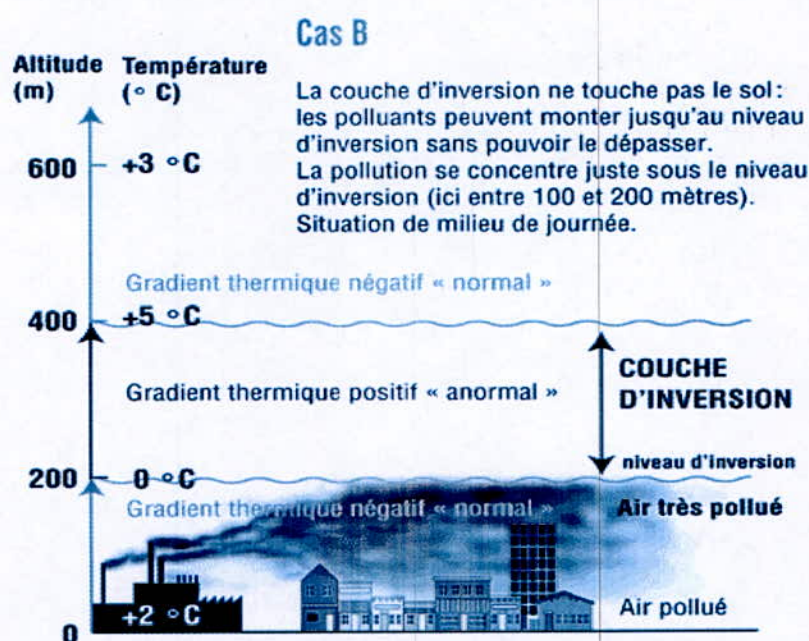 Cas B
Altitude
(m)
Température
(° C)
La couche d'inversion ne touche pas le sol :
les polluants peuvent monter jusqu'au niveau
d'inversion sans pouvoir le dépasser.
La pollution se concentre juste sous le niveau
d'inversion (ici entre 100 et 200 mètres).
Situation de milieu de journée.
600
+3 °C
Gradient thermique négatif « normal »
400
+5 °C
Gradient thermique positif « anormal »
COUCHE
D'INVERSION
niveau d'inversion
200
0 °C
Gradient thermique négatif « normal »
Air très pollué
+2 °C
Air pollué
0